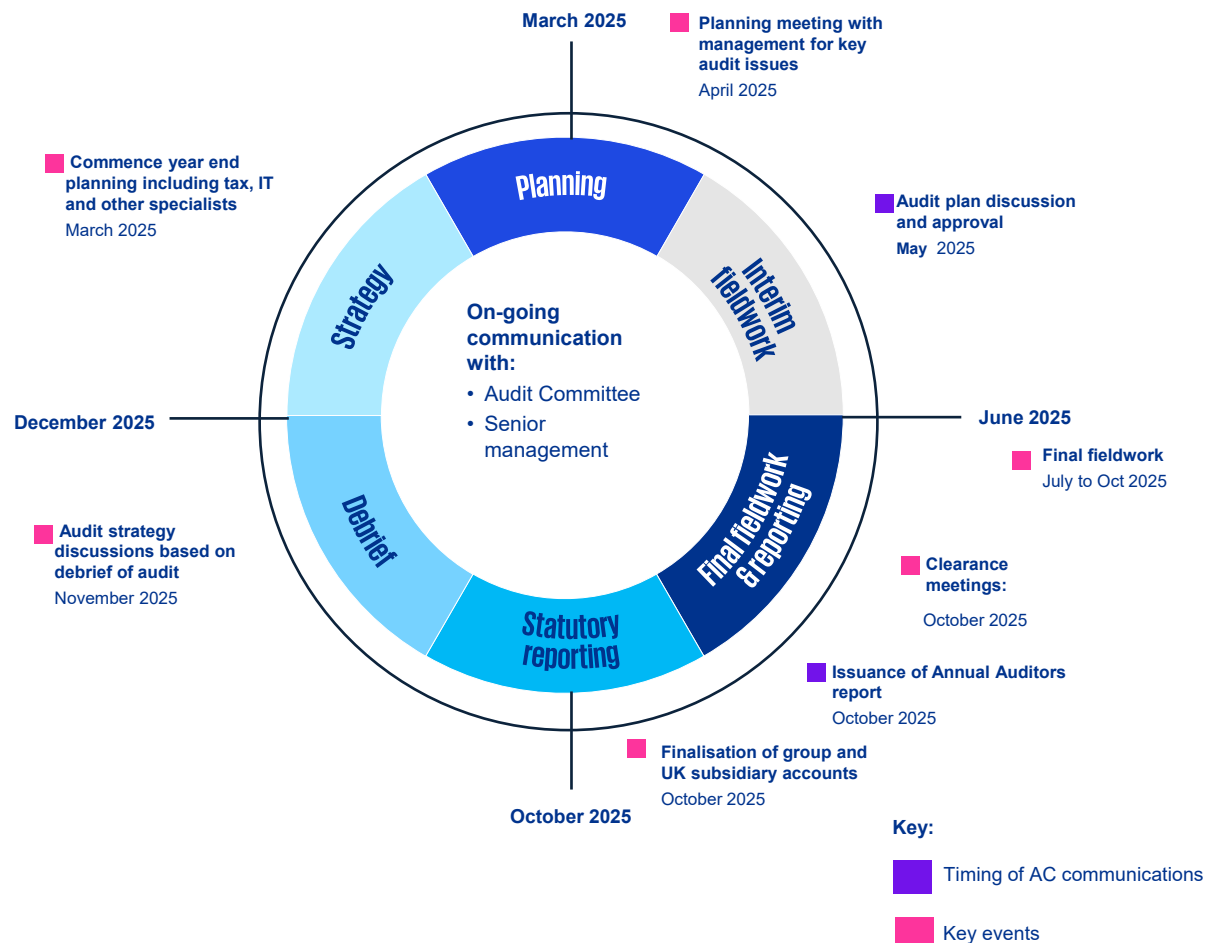 March 2025
Planning meeting with
management for key
audit issues
April 2025
Commence year end
planning including tax, IT
and other specialists
March 2025
Audit plan discussion
and approval
May 2025
Planning
Interim
fieldwork
Strategy
On-going
communication
with:
• Audit Committee
• Senior
management
December 2025
June 2025
Final fieldwork
July to Oct 2025
Final fieldwork
& reporting
Debrief
Audit strategy
discussions based on
debrief of audit
November 2025
Clearance
meetings:
October 2025
Statutory
reporting
Issuance of Annual Auditors
report
October 2025
Finalisation of group and
UK subsidiary accounts
October 2025
October 2025
Key:
Timing of AC communications
Key events